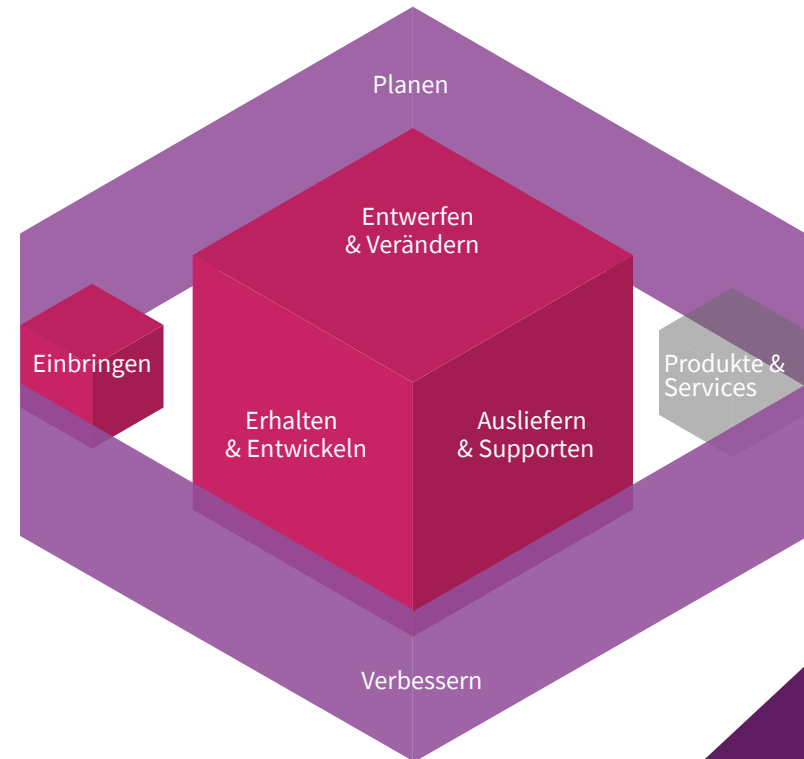 Planen
Entwerfen
& Verändern
Einbringen
Produkte &
Services
Erhalten
& Entwickeln
Ausliefern
& Supporten
Verbessern